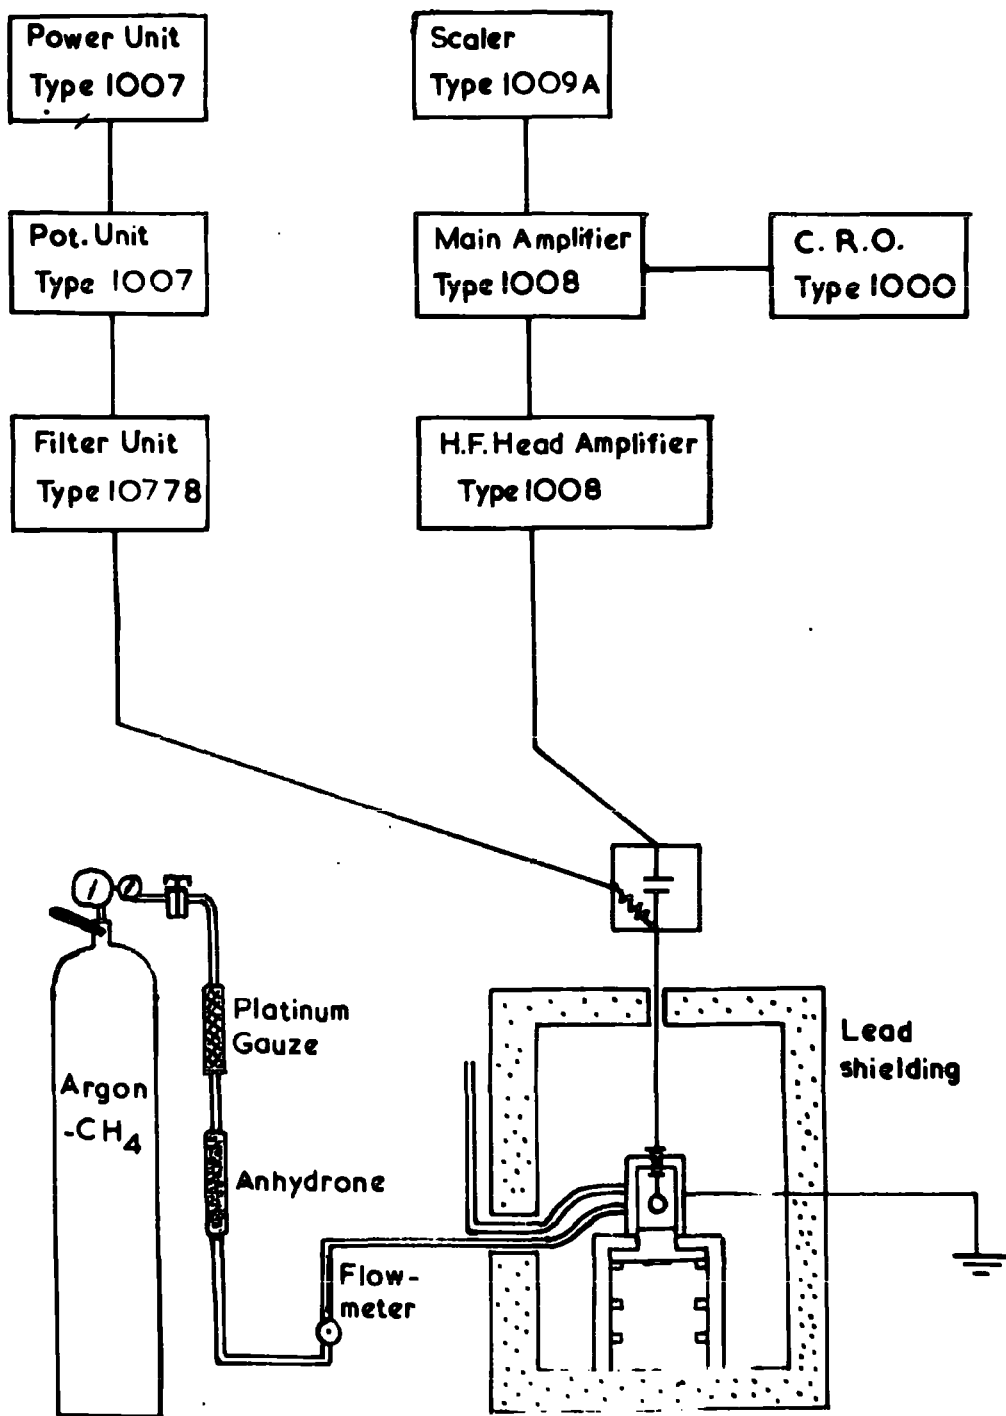 Power Unit
Type 1007
Scaler
Type 1009A
Pot. Unit
Type 1007
Main Amplifier
Type 1008
C. R. O.
Type 1000
Filter Unit
Type 10778
H.F. Head Amplifier
Type 1008
Platinum
Gauze
Argon
-CH4
Anhydrone
Flow-
meter
Lead
shielding